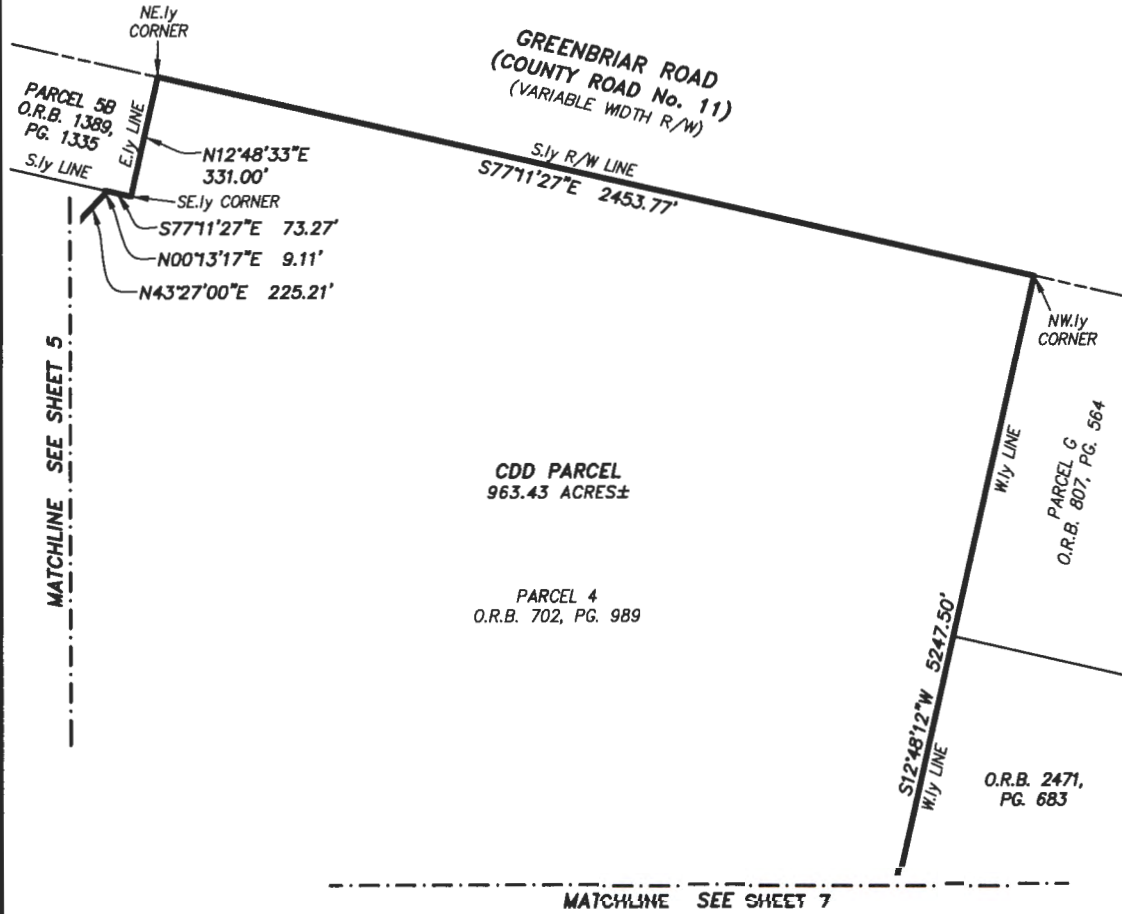 NE.ly
CORNER
GREENBRIAR ROAD
(COUNTY ROAD No. 11)
(VARIABLE WIDTH R/W)
PARCEL 5B
O.R.B. 1389,
PG. 1335
E.ly LINE
S.ly LINE
N12°48'33"E
331.00'
SE.ly CORNER
S77°11'27"E 73.27'
N00°13'17"E 9.11'
N43°27'00"E 225.21'
S.ly R/W LINE
S77°11'27"E 2453.77'
NW.ly
CORNER
MATCHLINE SEE SHEET 5
CDD PARCEL
963.43 ACRES±
PARCEL 4
O.R.B. 702, PG. 989
W.ly LINE
PARCEL G
O.R.B. 807, PG. 564
S12°48'12"W 5247.50'
W.ly LINE
O.R.B. 2471,
PG. 683
MATCHLINE SEE SHEET 7